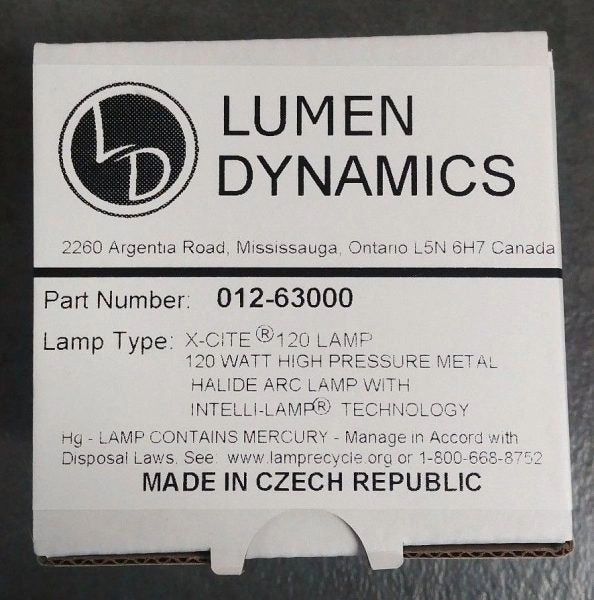 LD
LUMEN
DYNAMICS
2260 Argentia Road, Mississauga, Ontario L5N 6H7 Canada
Part Number: 012-63000
Lamp Type: X-CITE® 120 LAMP
120 WATT HIGH PRESSURE METAL
HALIDE ARC LAMP WITH
INTELLI-LAMP® TECHNOLOGY
Hg - LAMP CONTAINS MERCURY - Manage in Accord with
Disposal Laws. See: www.lamprecycle.org or 1-800-668-8752
MADE IN CZECH REPUBLIC